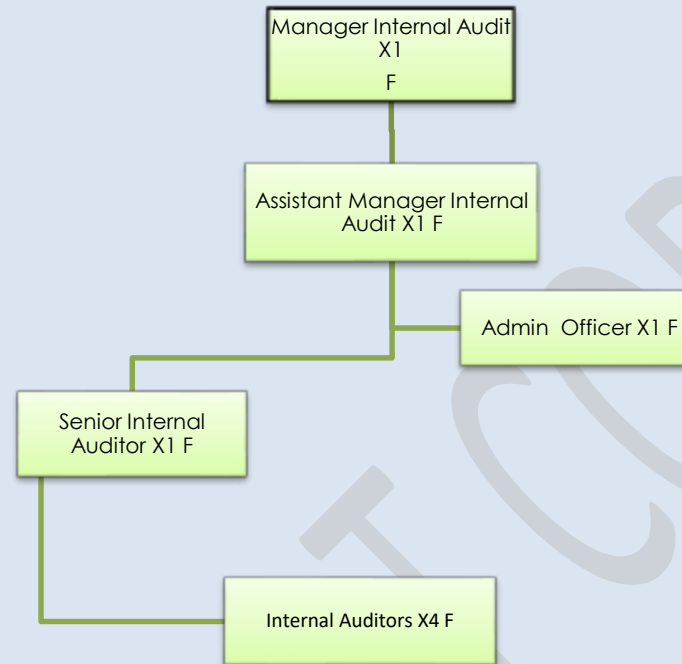 Manager Internal Audit
X1
F
Assistant Manager Internal
Audit X1 F
Admin Officer X1 F
Senior Internal
Auditor X1 F
Internal Auditors X4 F